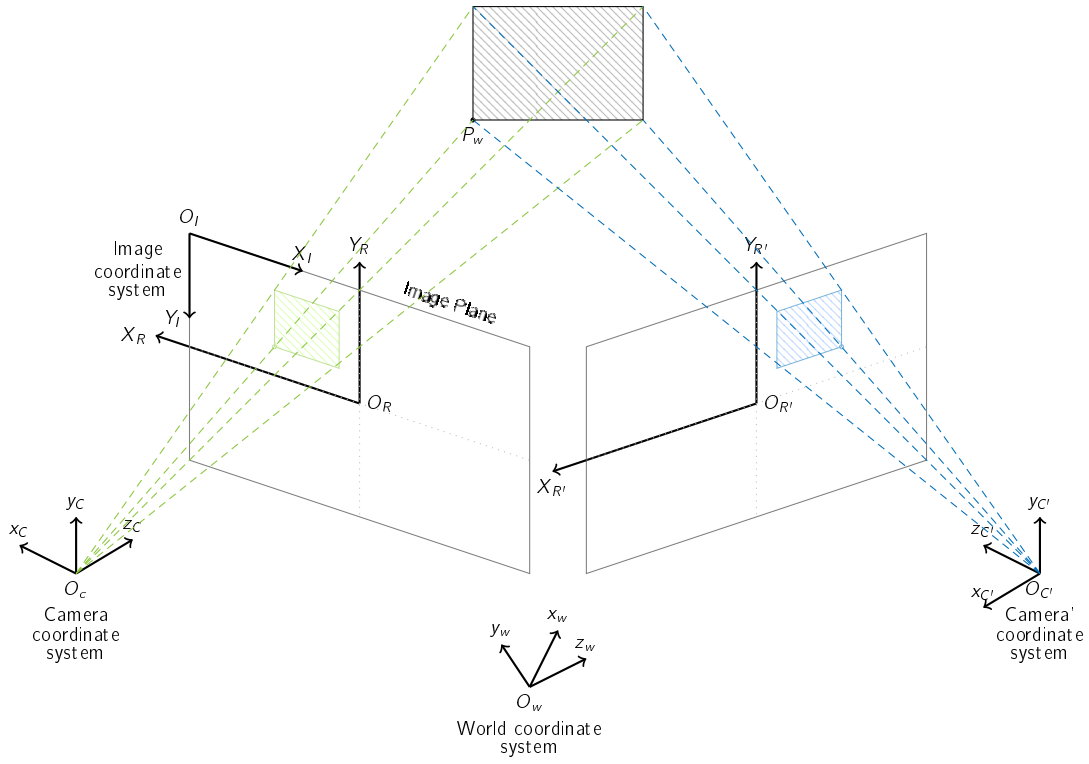 P_w
O_I
Image
coordinate
system
X_I
Y_I
Y_R
X_R
O_R
Image Plane
Y_R'
O_R'
X_R'
y_C
x_C
z_C
O_c
Camera
coordinate
system
y_C'
z_C'
x_C'
O_C'
Camera'
coordinate
system
x_w
y_w
z_w
O_w
World coordinate
system